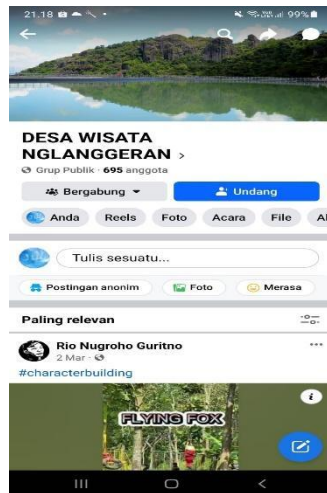 21.18
99%
DESA WISATA
NGLANGGERAN >
Grup Publik · 695 anggota
Bergabung
Undang
Anda Reels Foto Acara File Al
Tulis sesuatu...
Postingan anonim Foto Merasa
Paling relevan
Rio Nugroho Guritno
2 Mar
#characterbuilding
FLYING FOX